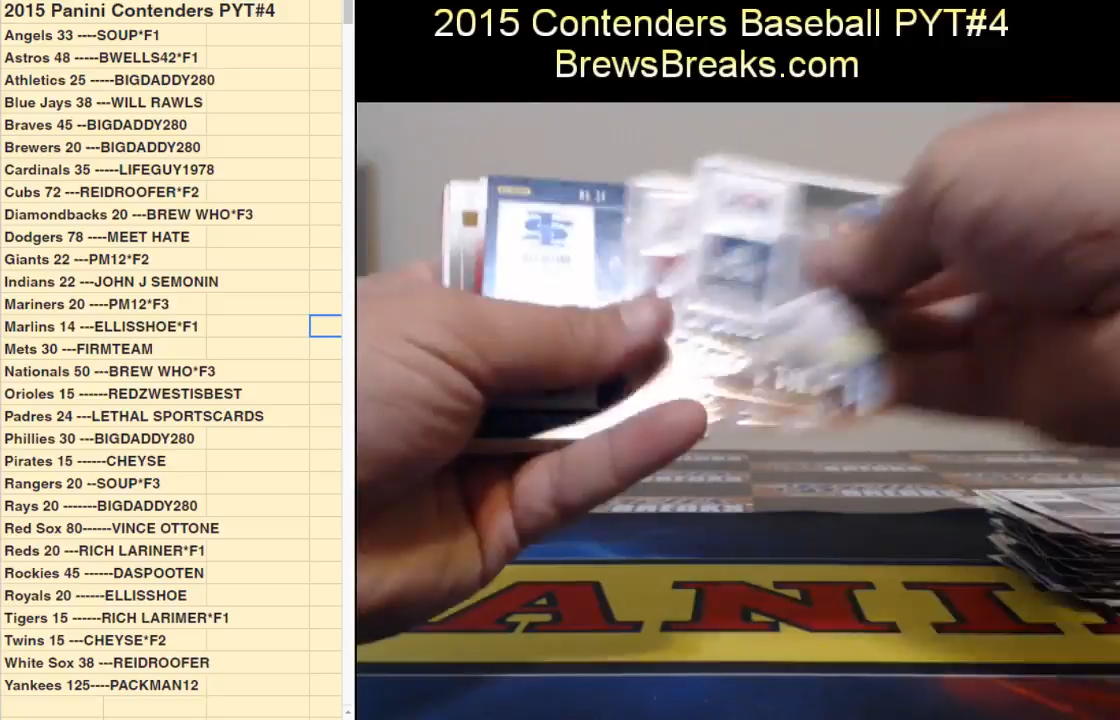 2015 Panini Contenders PYT#4
Angels 33 ----SOUP*F1
Astros 48 -----BWELLS42*F1
Athletics 25 -----BIGDADDY280
Blue Jays 38 ---WILL RAWLS
Braves 45 --BIGDADDY280
Brewers 20 ---BIGDADDY280
Cardinals 35 -----LIFEGUY1978
Cubs 72 ---REIDROOFER*F2
Diamondbacks 20 ---BREW WHO*F3
Dodgers 78 ----MEET HATE
Giants 22 ---PM12*F2
Indians 22 ---JOHN J SEMONIN
Mariners 20 ----PM12*F3
Marlins 14 ---ELLISSHOE*F1
Mets 30 ---FIRMTEAM
Nationals 50 ---BREW WHO*F3
Orioles 15 ------REDZWESTISBEST
Padres 24 ---LETHAL SPORTSCARDS
Phillies 30 ---BIGDADDY280
Pirates 15 ------CHEYSE
Rangers 20 --SOUP*F3
Rays 20 -------BIGDADDY280
Red Sox 80------VINCE OTTONE
Reds 20 ---RICH LARINER*F1
Rockies 45 ------DASPOOTEN
Royals 20 ------ELLISSHOE
Tigers 15 ------RICH LARIMER*F1
Twins 15 ---CHEYSE*F2
White Sox 38 ---REIDROOFER
Yankees 125----PACKMAN12
2015 Contenders Baseball PYT#4
BrewsBreaks.com
PANINI